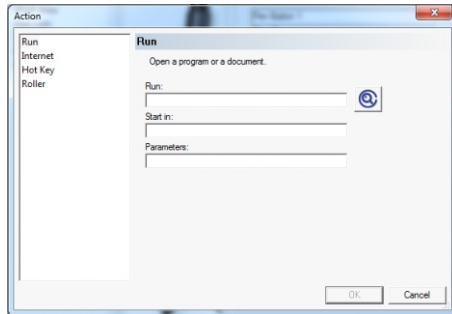 Action
Run
Internet
Hot Key
Roller
Run
Open a program or a document.
Run:
Start in:
Parameters:
OK
Cancel